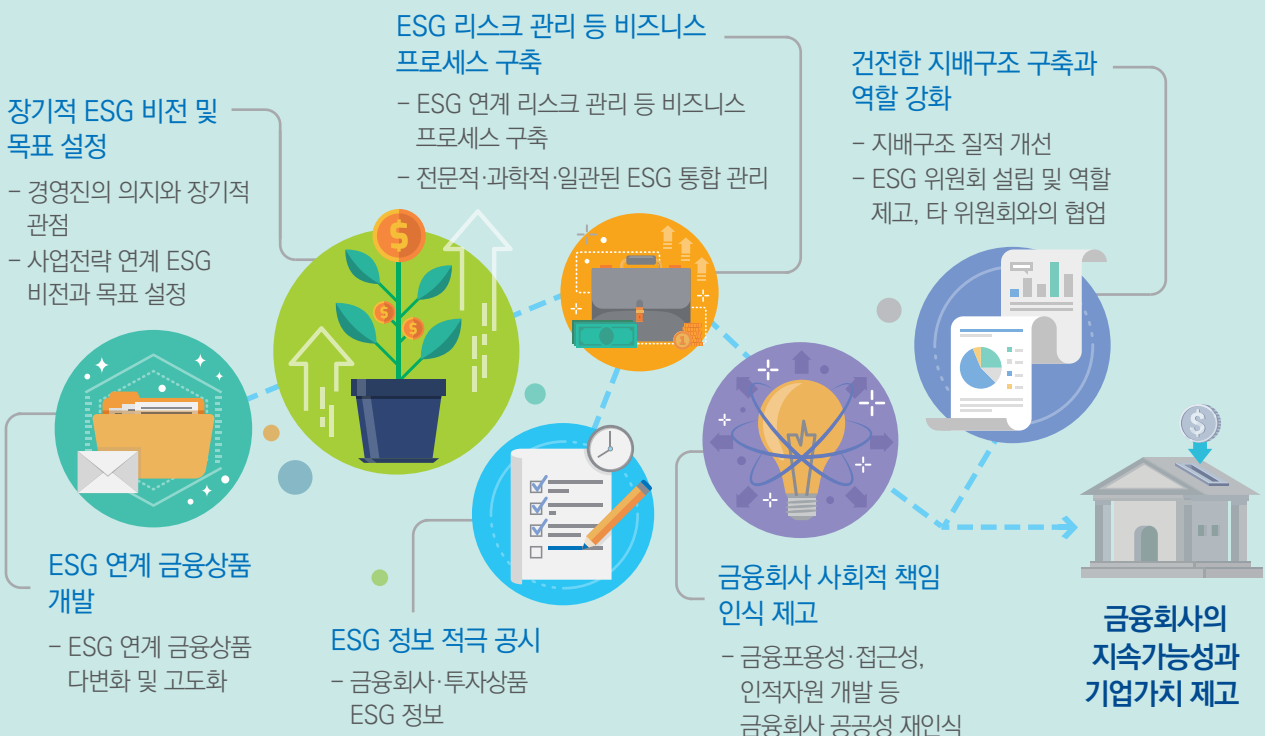 장기적 ESG 비전 및
목표 설정
– 경영진의 의지와 장기적
관점
– 사업전략 연계 ESG
비전과 목표 설정
ESG 리스크 관리 등 비즈니스
프로세스 구축
– ESG 연계 리스크 관리 등 비즈니스
프로세스 구축
– 전문적·과학적·일관된 ESG 통합 관리
건전한 지배구조 구축과
역할 강화
– 지배구조 질적 개선
– ESG 위원회 설립 및 역할
제고, 타 위원회와의 협업
ESG 연계 금융상품
개발
– ESG 연계 금융상품
다변화 및 고도화
ESG 정보 적극 공시
– 금융회사·투자상품
ESG 정보
금융회사 사회적 책임
인식 제고
– 금융포용성·접근성,
인적자원 개발 등
금융회사 공공성 재인식
금융회사의
지속가능성과
기업가치 제고